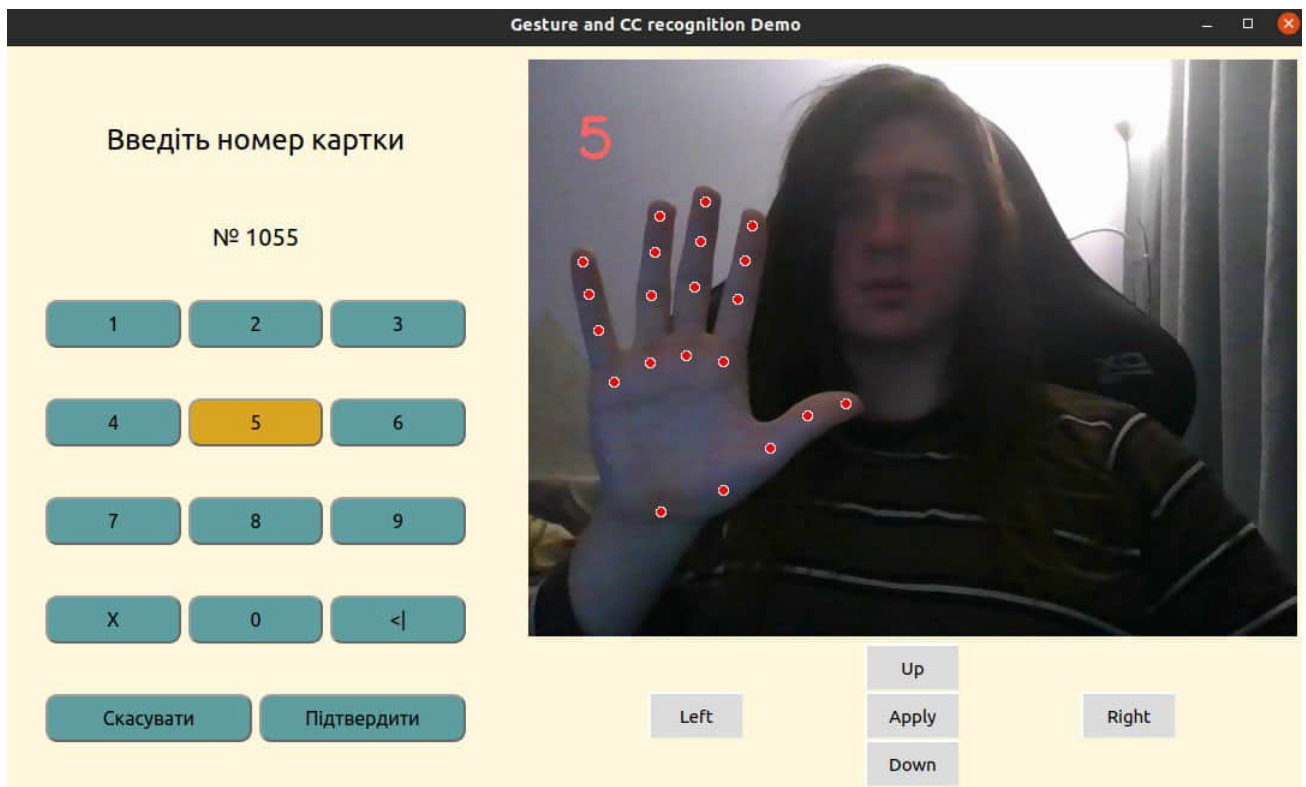 Gesture and CC recognition Demo
Введіть номер картки
№ 1055
1 2 3
4 5 6
7 8 9
X 0 <|
Скасувати Підтвердити
5
Up
Left Apply Right
Down